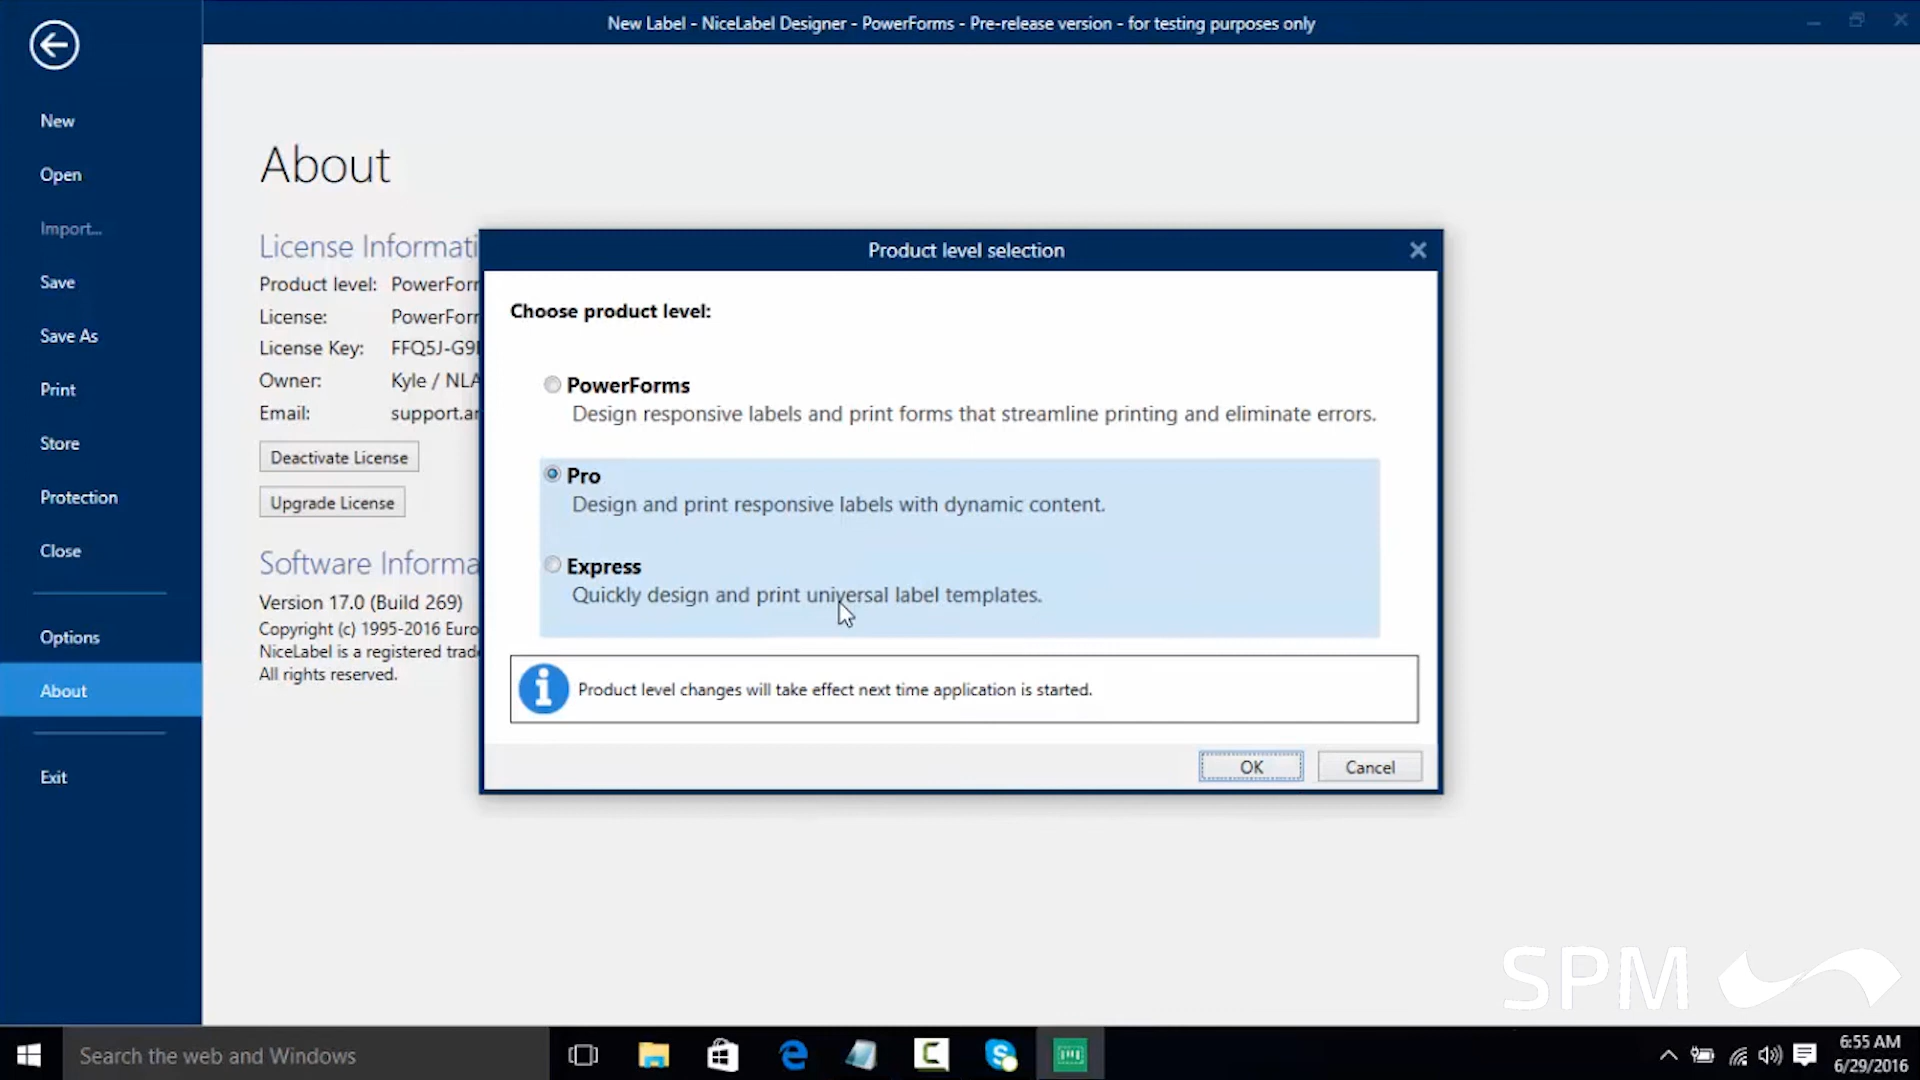 New Label - NiceLabel Designer - PowerForms - Pre-release version - for testing purposes only
New
Open
Import...
Save
Save As
Print
Store
Protection
Close
Options
About
Exit
About
License Informati
Product level: PowerForm
License: PowerForm
License Key: FFQ5J-G9
Owner: Kyle / NLA
Email: support.am
Deactivate License
Upgrade License
Software Informa
Version 17.0 (Build 269)
Copyright (c) 1995-2016 Euro
NiceLabel is a registered trade
All rights reserved.
Product level selection
Choose product level:
PowerForms
Design responsive labels and print forms that streamline printing and eliminate errors.
Pro
Design and print responsive labels with dynamic content.
Express
Quickly design and print universal label templates.
Product level changes will take effect next time application is started.
OK Cancel
SPM
Search the web and Windows
6:55 AM
6/29/2016